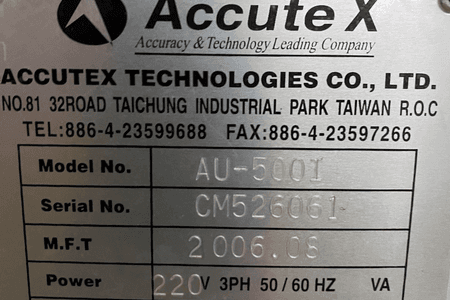 Accute X
Accuracy & Technology Leading Company
ACCUTEX TECHNOLOGIES CO., LTD.
NO.81 32ROAD TAICHUNG INDUSTRIAL PARK TAIWAN R.O.C
TEL:886-4-23599688 FAX:886-4-23597266
Model No. AU-500I
Serial No. CM526061
M.F.T 2006.08
Power 220V 3PH 50/60 HZ VA